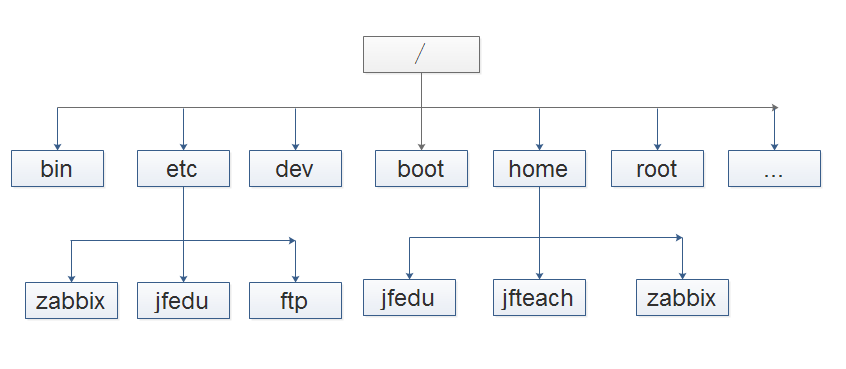 /
bin etc dev boot home root ...
zabbix jfedu ftp jfedu jfteach zabbix